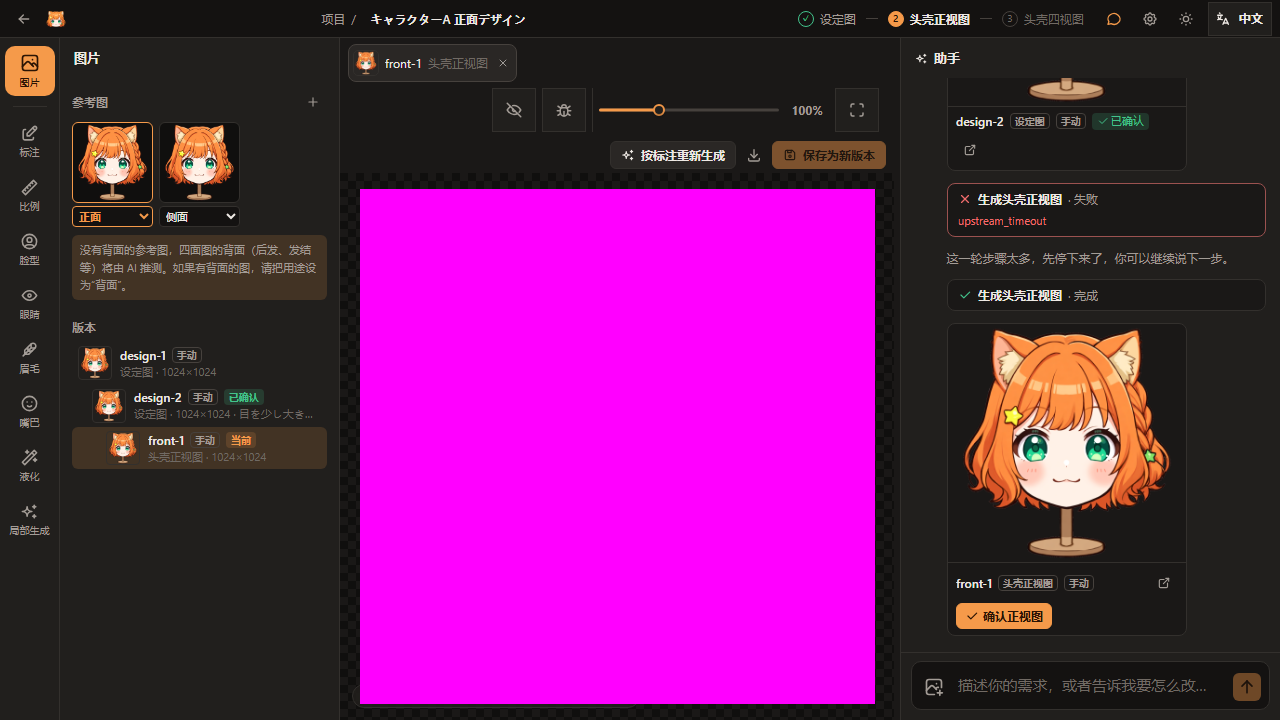 项目 / キャラクターA 正面デザイン
设定图
2 头壳正视图
3 头壳四视图
中文
图片
标注
比例
脸型
眼睛
眉毛
嘴巴
液化
局部生成
图片
参考图
正面
侧面
没有背面的参考图，四面图的背面（后发、发结
等）将由 AI 推测。如果有背面的图，请把用途设
为“背面”。
版本
design-1 手动
设定图 · 1024×1024
design-2 手动 已确认
设定图 · 1024×1024 · 目を少し大き...
front-1 手动 当前
头壳正视图 · 1024×1024
front-1 头壳正视图
100%
按标注重新生成
保存为新版本
助手
design-2 设定图 手动 已确认
生成头壳正视图 · 失败
upstream_timeout
这一轮步骤太多，先停下来了，你可以继续说下一步。
生成头壳正视图 · 完成
front-1 头壳正视图 手动
确认正视图
描述你的需求，或者告诉我要怎么改...